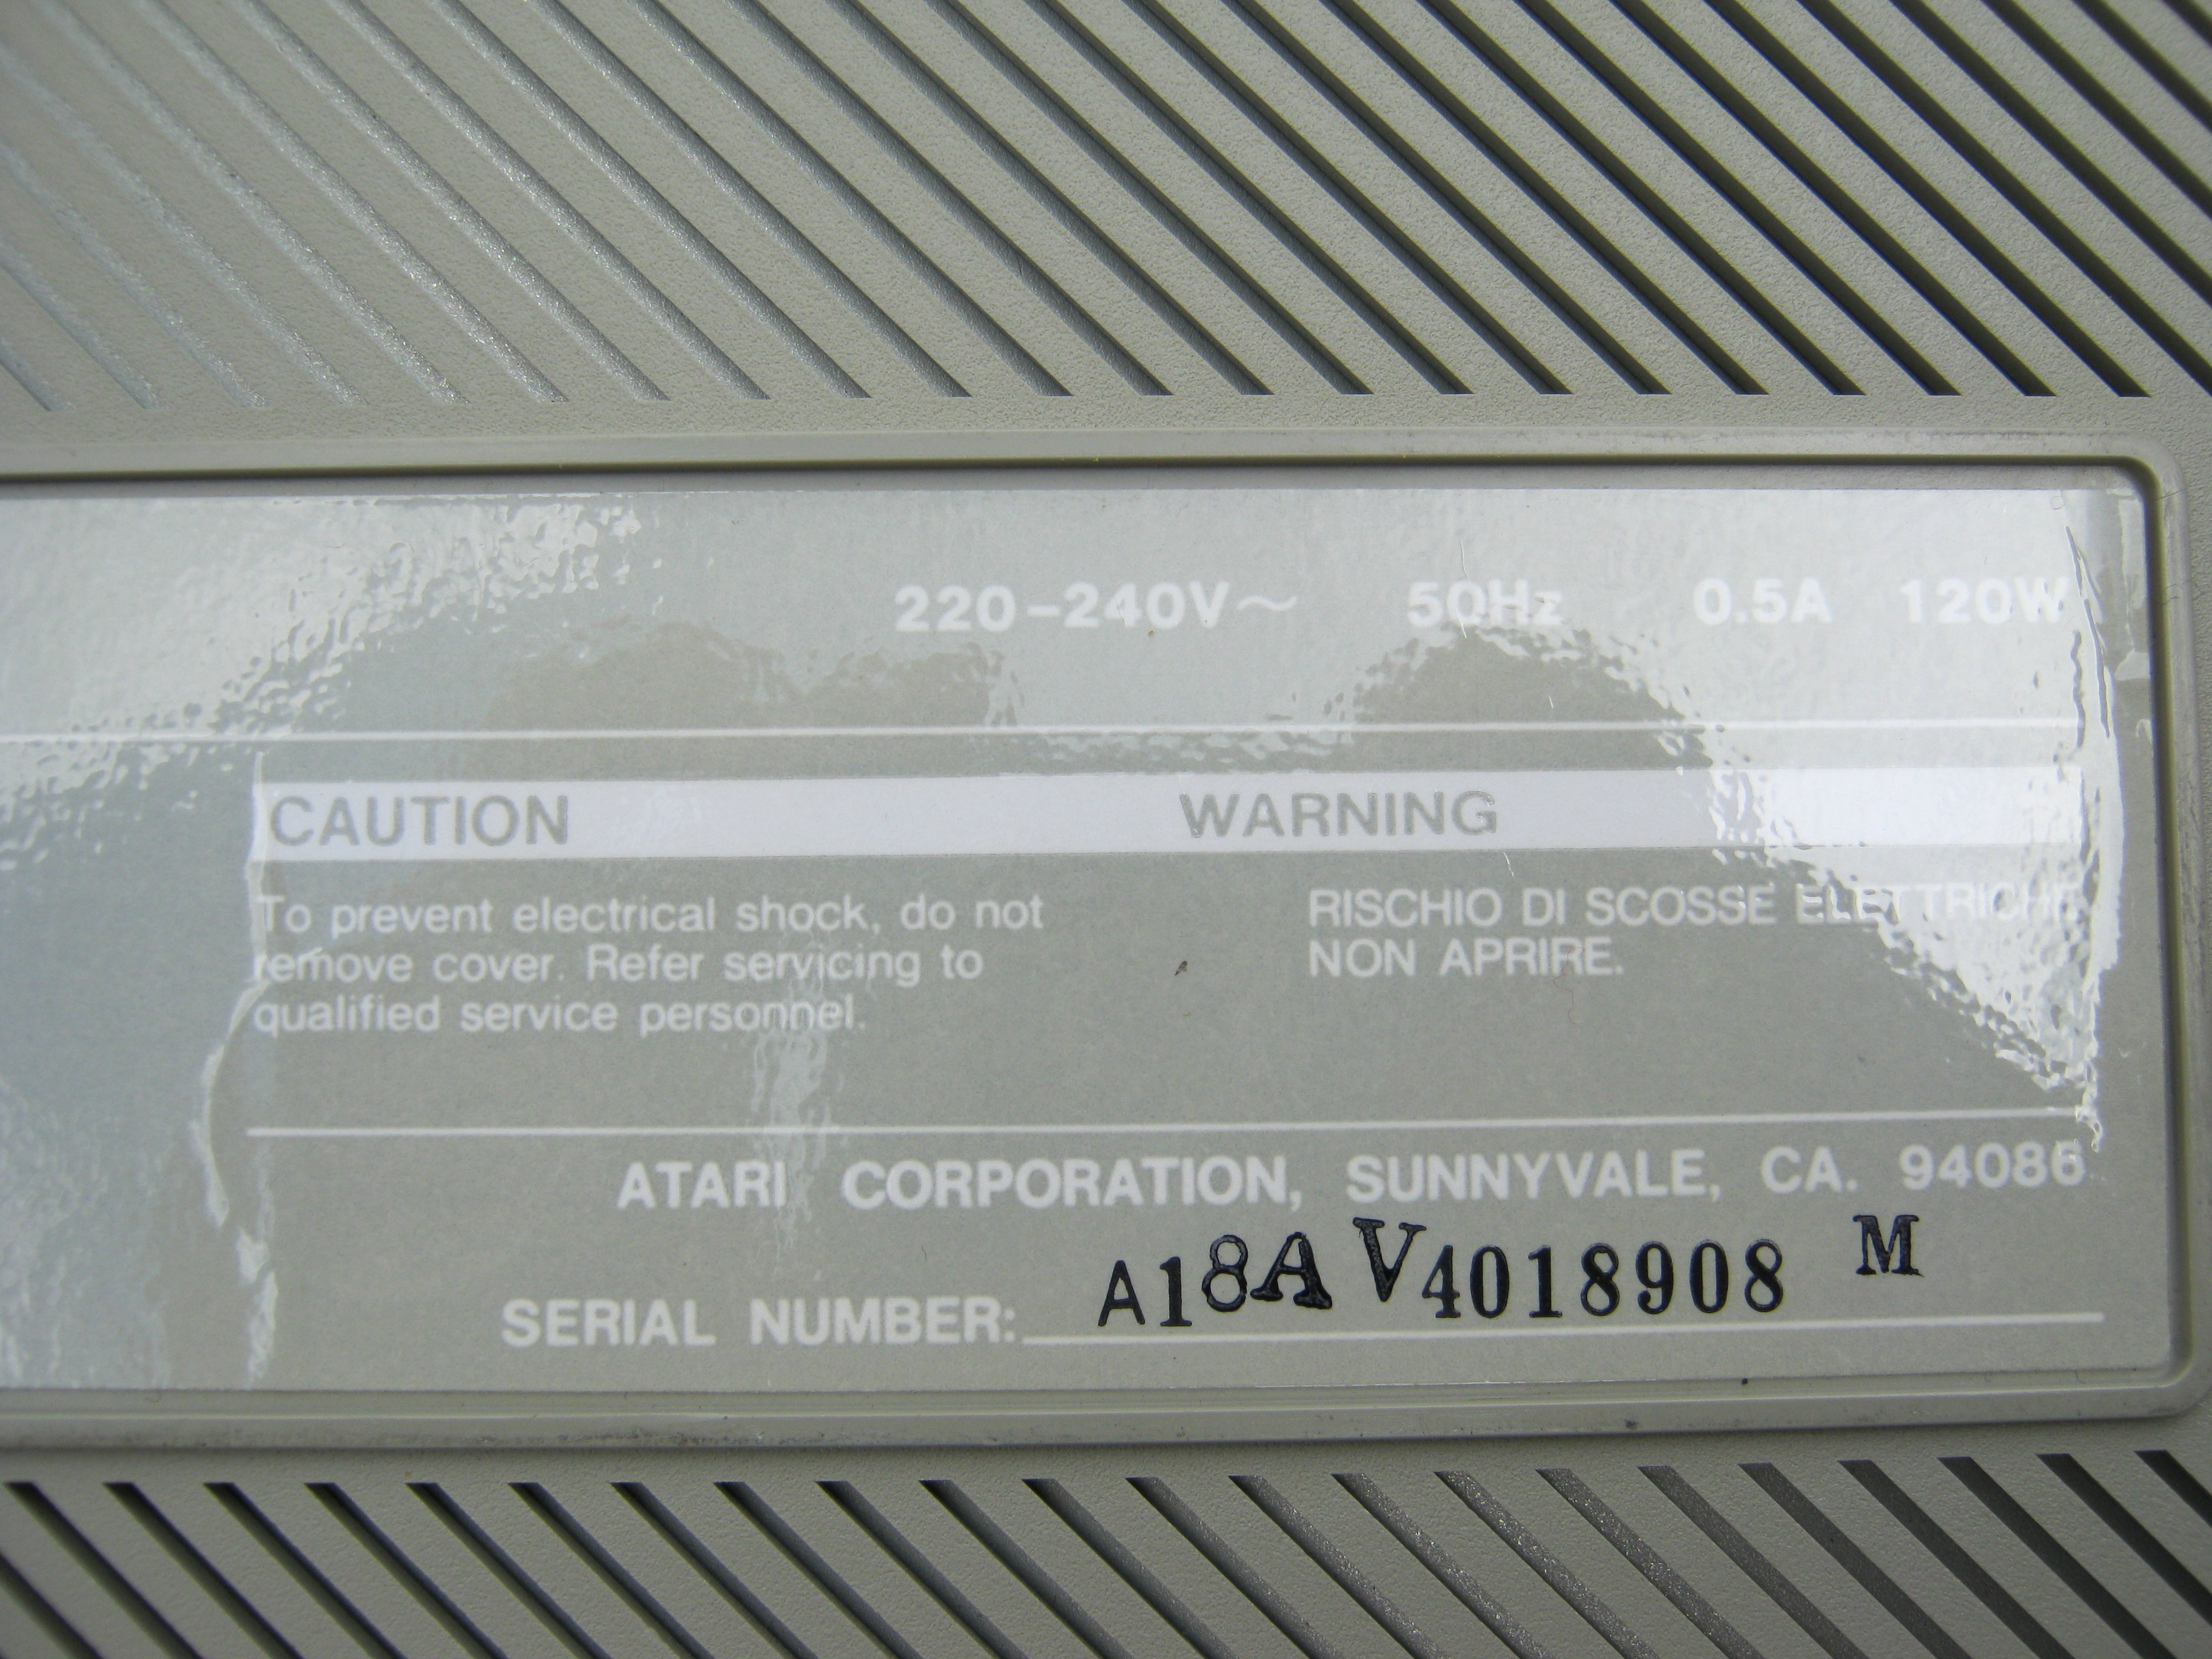 220-240V~ 50Hz 0.5A 120W
CAUTION WARNING
To prevent electrical shock, do not
remove cover. Refer servicing to
qualified service personnel.
RISCHIO DI SCOSSE ELETTRICHE
NON APRIRE.
ATARI CORPORATION, SUNNYVALE, CA. 94086
SERIAL NUMBER: A18A V4018908 M